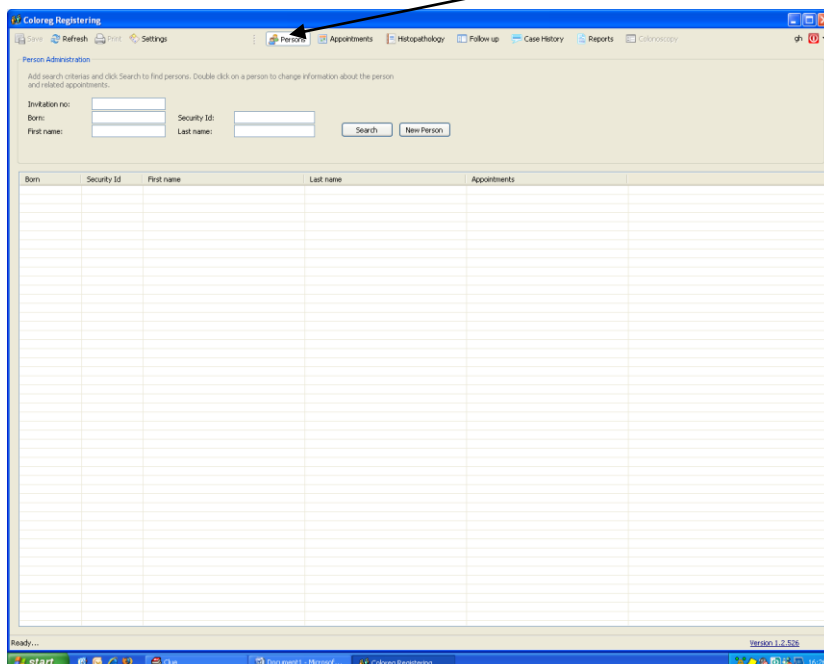 Coloreg Registering
Save Refresh Print Settings Persons Appointments Histopathology Follow up Case History Reports Colonoscopy gh
Person Administration
Add search criterias and click Search to find persons. Double click on a person to change information about the person
and related appointments.
Invitation no:
Born: Security Id:
First name: Last name: Search New Person
Born Security Id First name Last name Appointments
Ready... Version 1.2.526
start Clue Document1 - Microsof... Coloreg Registering